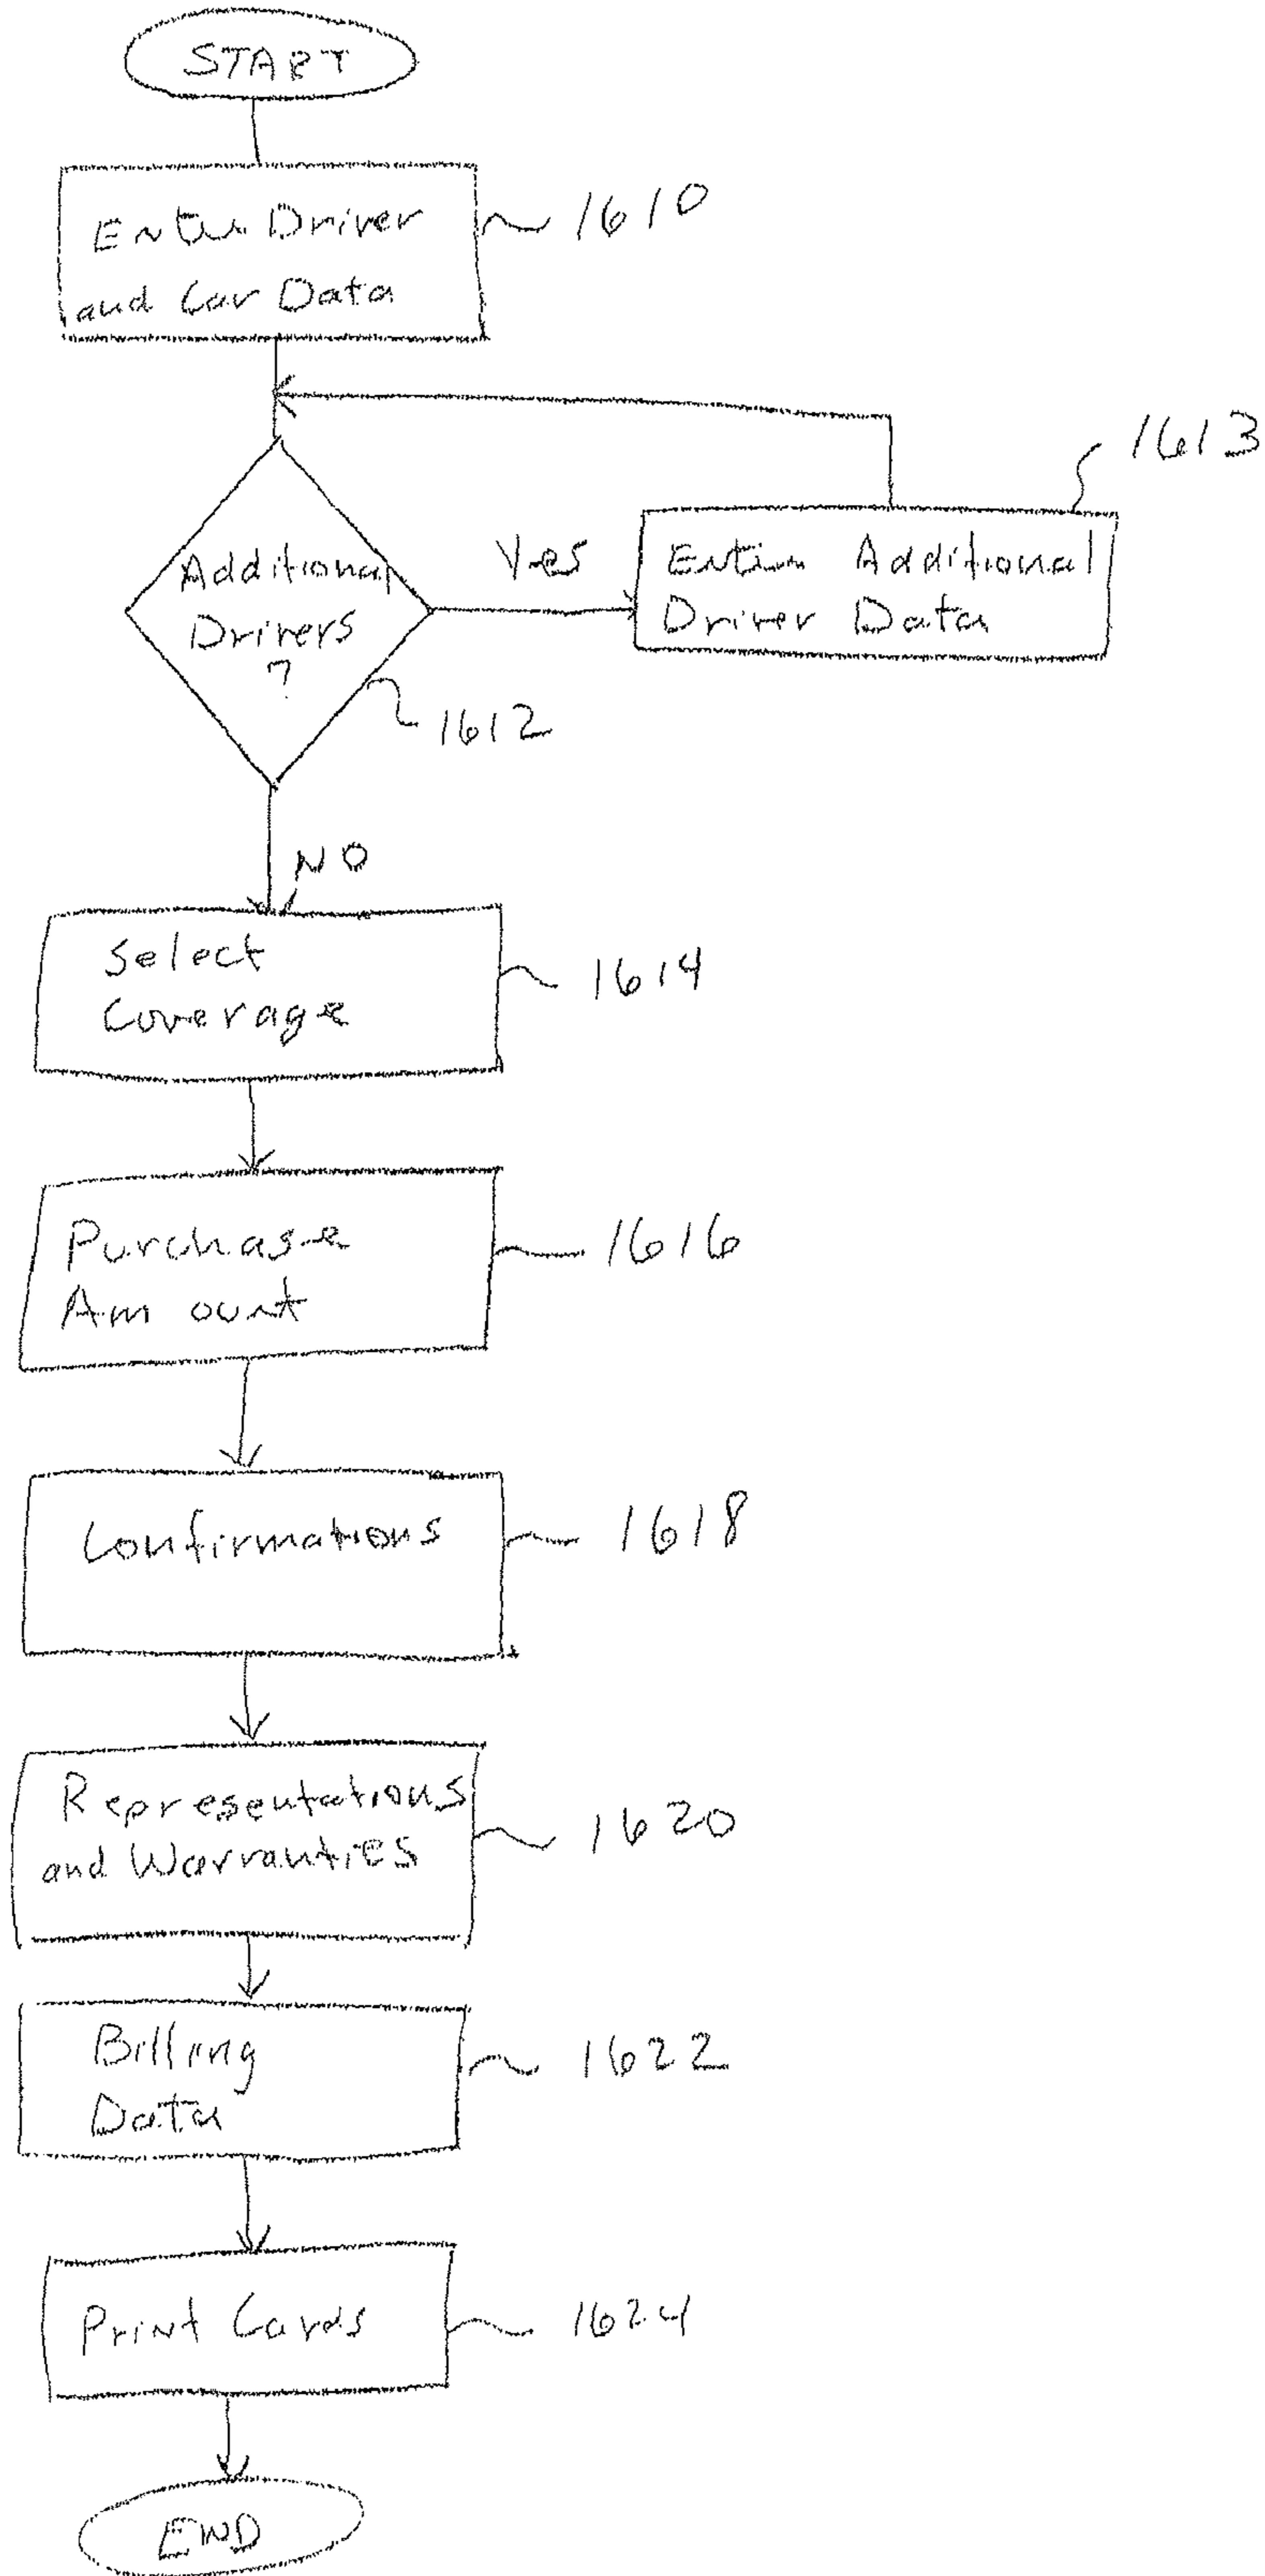 START
Enter Driver
and Car Data
1610
1613
Additional
Drivers
?
Yes
Enter Additional
Driver Data
1612
NO
Select
Coverage
1614
Purchase
Amount
1616
Confirmations
1618
Representations
and Warranties
1620
Billing
Data
1622
Print Cards
1624
END